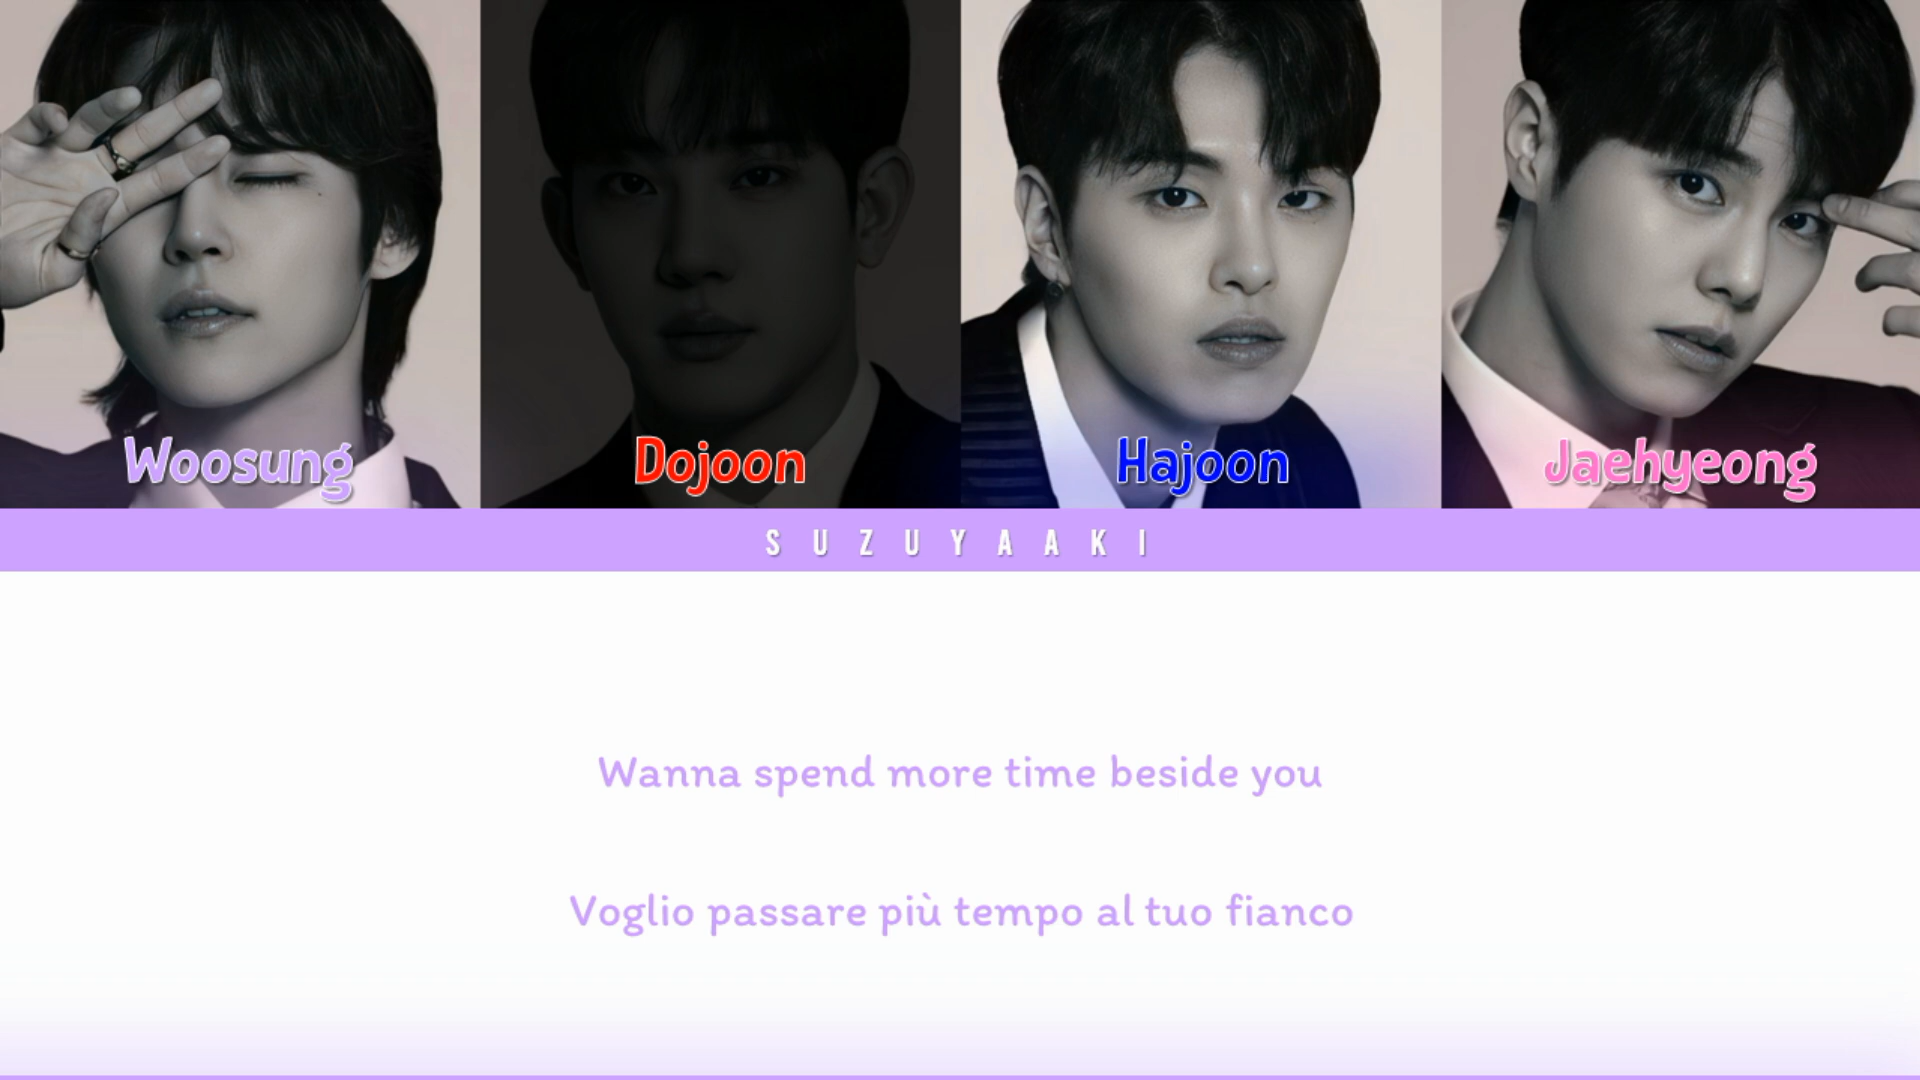 Woosung
Dojoon
Hajoon
Jaehyeong
SUZUYAAKI
Wanna spend more time beside you
Voglio passare più tempo al tuo fianco